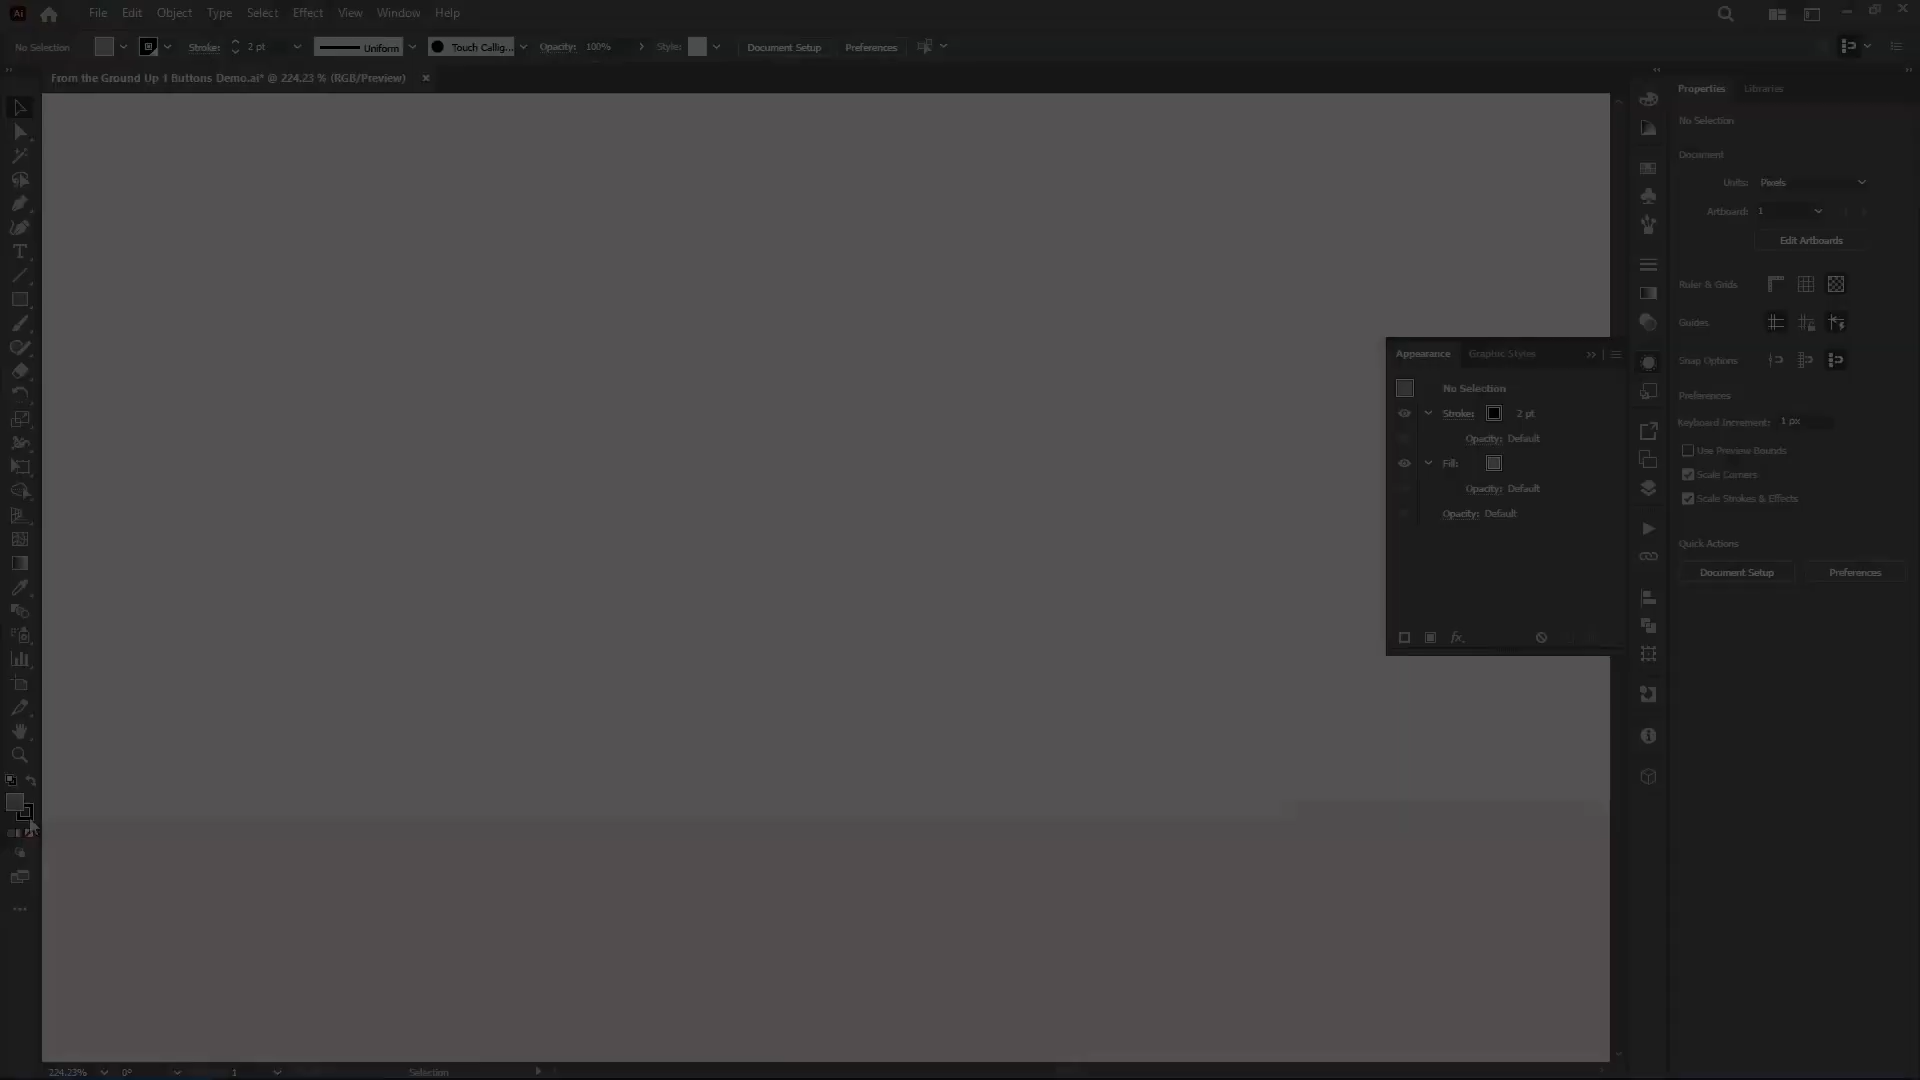 Ai File Edit Object Type Select Effect View Window Help
No Selection Stroke: 2 pt Uniform Touch Callig... Opacity: 100% Style: Document Setup Preferences
From the Ground Up 1 Buttons Demo.ai* @ 224.23 % (RGB/Preview) ×
Properties Libraries
No Selection
Document
Units: Pixels
Artboard: 1
Edit Artboards
Ruler & Grids
Guides
Snap Options
Preferences
Keyboard Increment: 1 px
Use Preview Bounds
Scale Corners
Scale Strokes & Effects
Quick Actions
Document Setup Preferences
Appearance Graphic Styles
No Selection
Stroke: 2 pt
Opacity: Default
Fill:
Opacity: Default
Opacity: Default
fx.
224.23% 0° 1 Selection